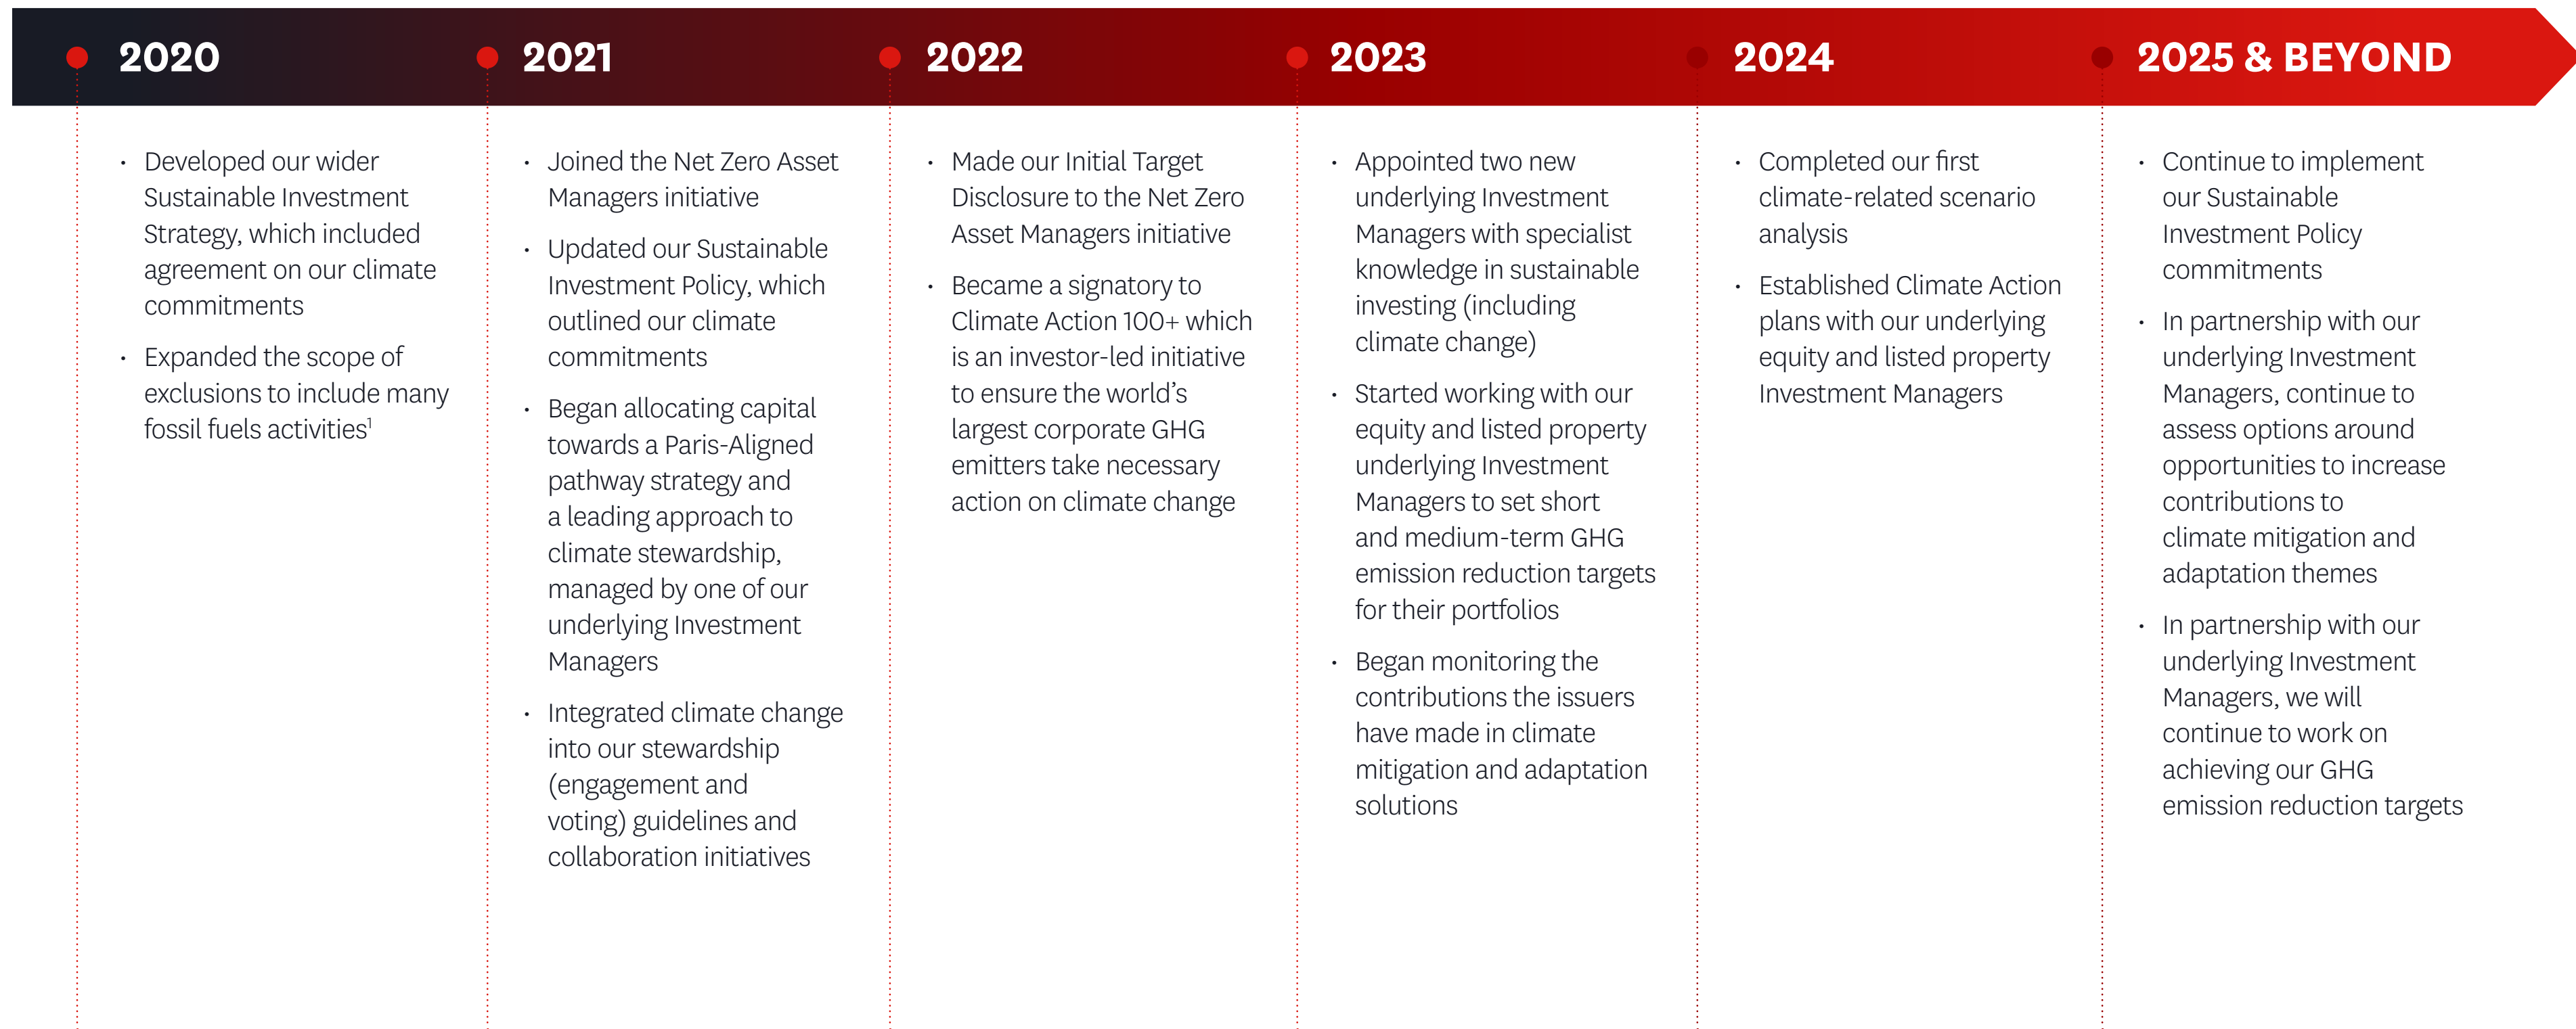 2020
• Developed our wider
Sustainable Investment
Strategy, which included
agreement on our climate
commitments
• Expanded the scope of
exclusions to include many
fossil fuels activities¹
2021
• Joined the Net Zero Asset
Managers initiative
• Updated our Sustainable
Investment Policy, which
outlined our climate
commitments
• Began allocating capital
towards a Paris-Aligned
pathway strategy and
a leading approach to
climate stewardship,
managed by one of our
underlying Investment
Managers
• Integrated climate change
into our stewardship
(engagement and
voting) guidelines and
collaboration initiatives
2022
• Made our Initial Target
Disclosure to the Net Zero
Asset Managers initiative
• Became a signatory to
Climate Action 100+ which
is an investor-led initiative
to ensure the world’s
largest corporate GHG
emitters take necessary
action on climate change
2023
• Appointed two new
underlying Investment
Managers with specialist
knowledge in sustainable
investing (including
climate change)
• Started working with our
equity and listed property
underlying Investment
Managers to set short
and medium-term GHG
emission reduction targets
for their portfolios
• Began monitoring the
contributions the issuers
have made in climate
mitigation and adaptation
solutions
2024
• Completed our first
climate-related scenario
analysis
• Established Climate Action
plans with our underlying
equity and listed property
Investment Managers
2025 & BEYOND
• Continue to implement
our Sustainable
Investment Policy
commitments
• In partnership with our
underlying Investment
Managers, continue to
assess options around
opportunities to increase
contributions to
climate mitigation and
adaptation themes
• In partnership with our
underlying Investment
Managers, we will
continue to work on
achieving our GHG
emission reduction targets